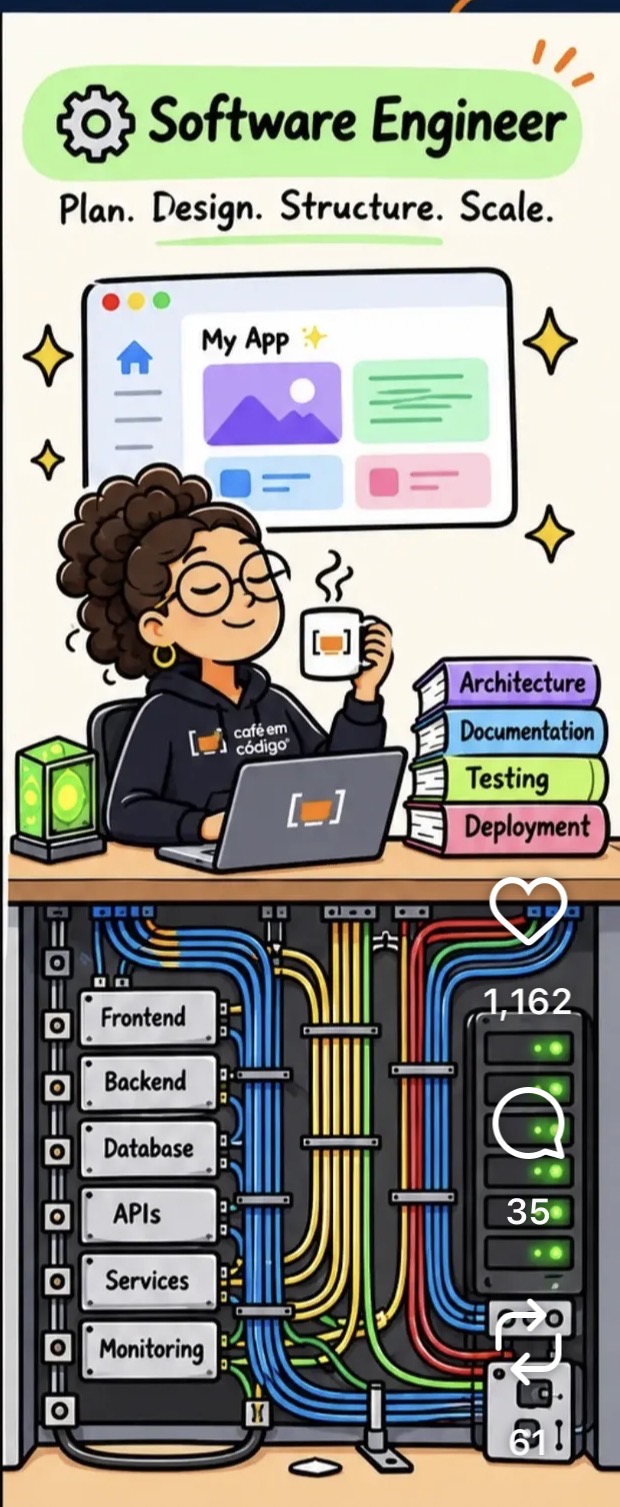 Software Engineer
Plan. Design. Structure. Scale.
My App
café em
código
Architecture
Documentation
Testing
Deployment
1,162
Frontend
Backend
Database
35
APIs
Services
Monitoring
61